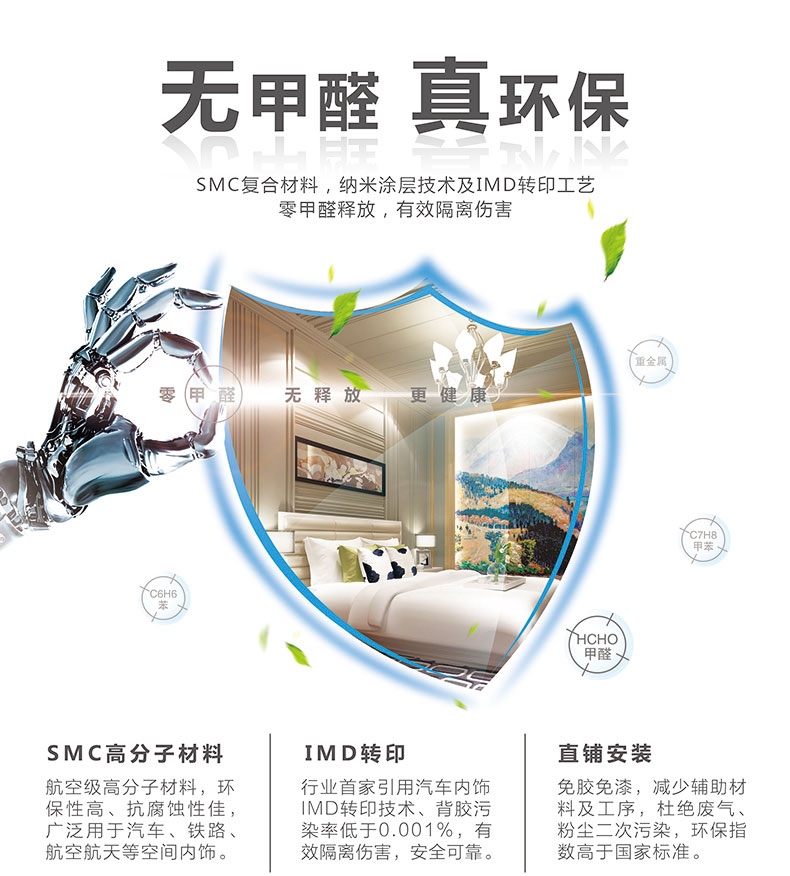 无甲醛 真环保
SMC复合材料，纳米涂层技术及IMD转印工艺
零甲醛释放，有效隔离伤害
重金属
零甲醛 无释放 更健康
C7H8
甲苯
C6H6
苯
HCHO
甲醛
SMC高分子材料
航空级高分子材料，环
保性高、抗腐蚀性佳，
广泛用于汽车、铁路、
航空航天等空间内饰。
IMD转印
行业首家引用汽车内饰
IMD转印技术、背胶污
染率低于0.001%，有
效隔离伤害，安全可靠。
直铺安装
免胶免漆，减少辅助材
料及工序，杜绝废气、
粉尘二次污染，环保指
数高于国家标准。